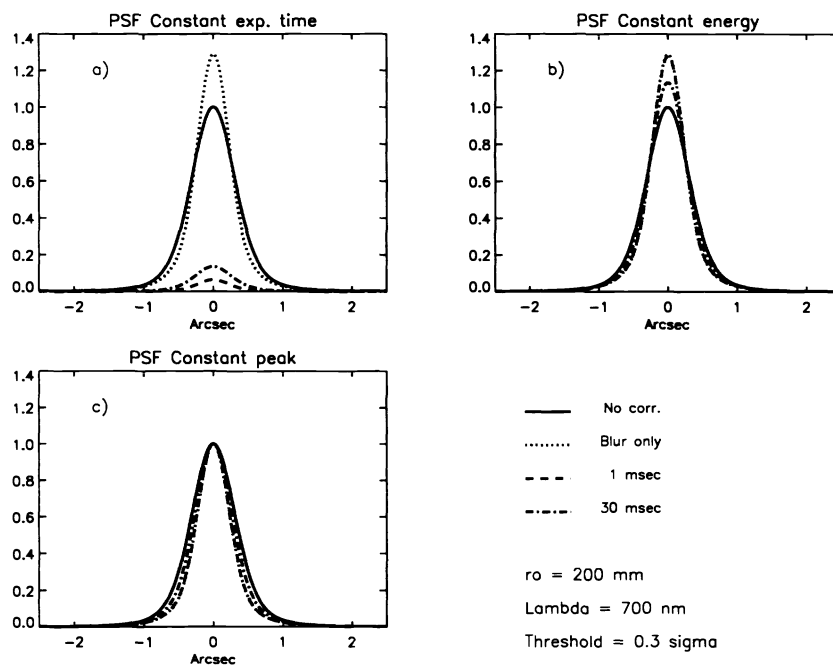 PSF Constant exp. time
a)
1.4
1.2
1.0
0.8
0.6
0.4
0.2
0.0
-2 -1 0 1 2
Arcsec
PSF Constant energy
b)
1.4
1.2
1.0
0.8
0.6
0.4
0.2
0.0
-2 -1 0 1 2
Arcsec
PSF Constant peak
c)
1.4
1.2
1.0
0.8
0.6
0.4
0.2
0.0
-2 -1 0 1 2
Arcsec
No corr.
Blur only
1 msec
30 msec
ro = 200 mm
Lambda = 700 nm
Threshold = 0.3 sigma